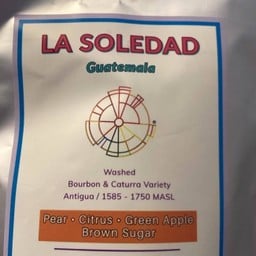 LA SOLEDAD
Guatemala
Washed
Bourbon & Caturra Variety
Antigua / 1585 - 1750 MASL
Pear • Citrus • Green Apple
Brown Sugar